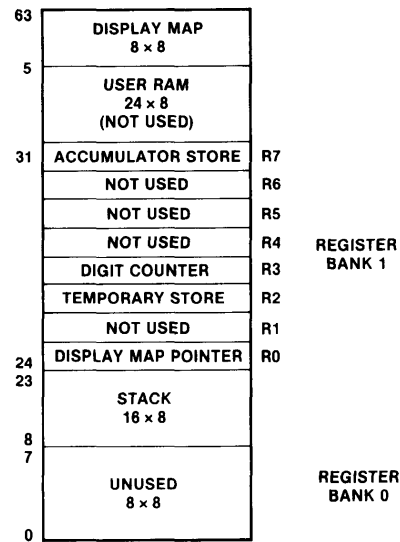 63
DISPLAY MAP
8 × 8
5
USER RAM
24 × 8
(NOT USED)
31 ACCUMULATOR STORE R7
NOT USED R6
NOT USED R5
NOT USED R4
REGISTER
BANK 1
DIGIT COUNTER R3
TEMPORARY STORE R2
NOT USED R1
24 DISPLAY MAP POINTER R0
23
STACK
16 × 8
8
7
UNUSED
8 × 8
REGISTER
BANK 0
0